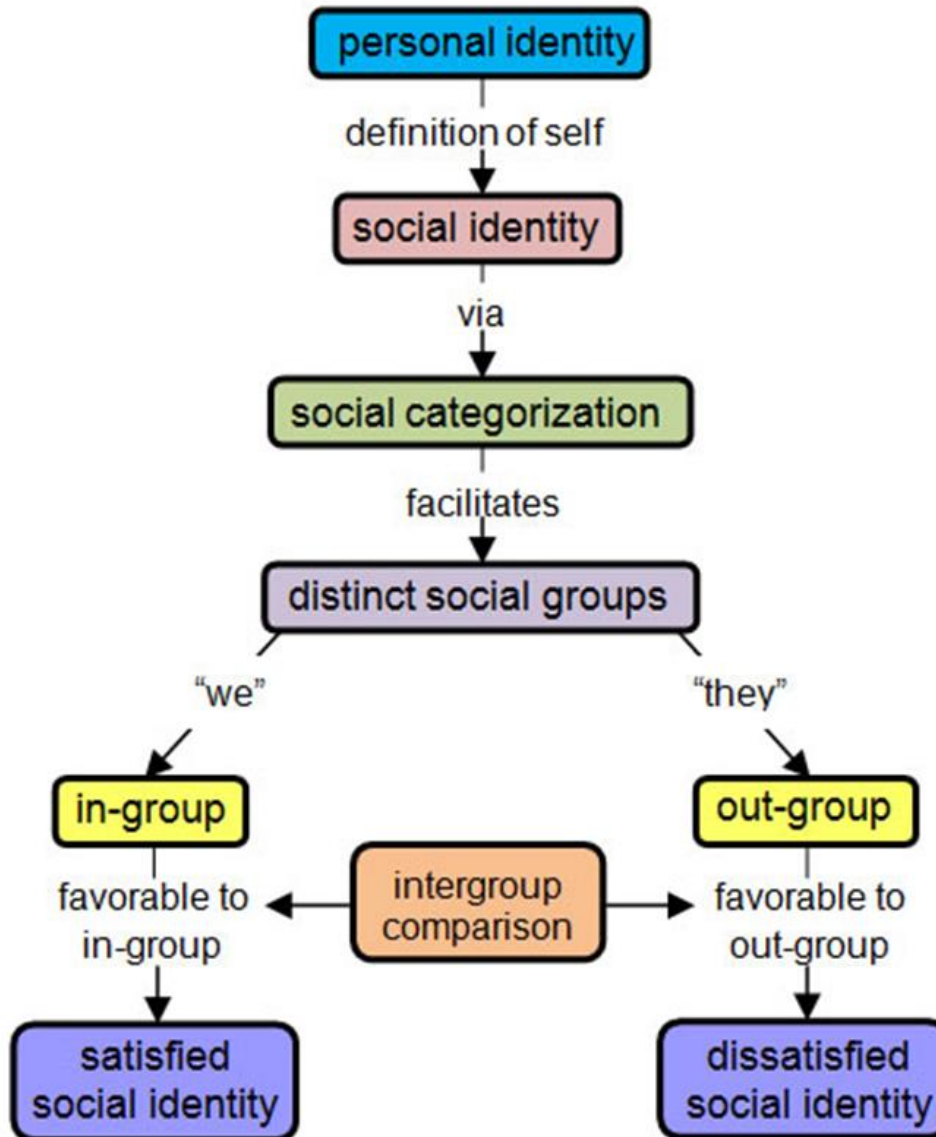 personal identity
definition of self
social identity
via
social categorization
facilitates
distinct social groups
“we”
“they”
in-group
out-group
favorable to
in-group
intergroup
comparison
favorable to
out-group
satisfied
social identity
dissatisfied
social identity